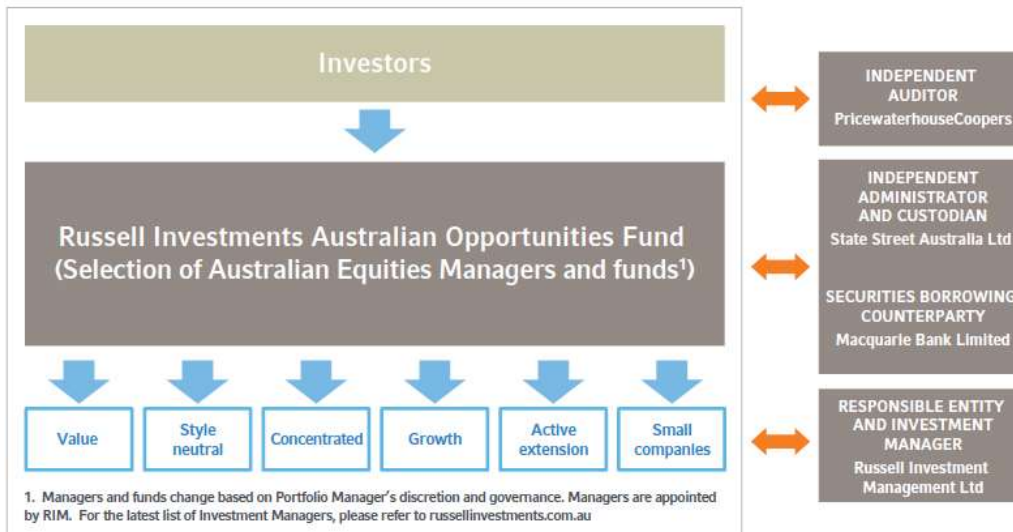 Investors
Russell Investments Australian Opportunities Fund
(Selection of Australian Equities Managers and funds¹)
Value
Style
neutral
Concentrated
Growth
Active
extension
Small
companies
1. Managers and funds change based on Portfolio Manager's discretion and governance. Managers are appointed
by RIM. For the latest list of Investment Managers, please refer to russellinvestments.com.au
INDEPENDENT
AUDITOR
PricewaterhouseCoopers
INDEPENDENT
ADMINISTRATOR
AND CUSTODIAN
State Street Australia Ltd
SECURITIES BORROWING
COUNTERPARTY
Macquarie Bank Limited
RESPONSIBLE ENTITY
AND INVESTMENT
MANAGER
Russell Investment
Management Ltd